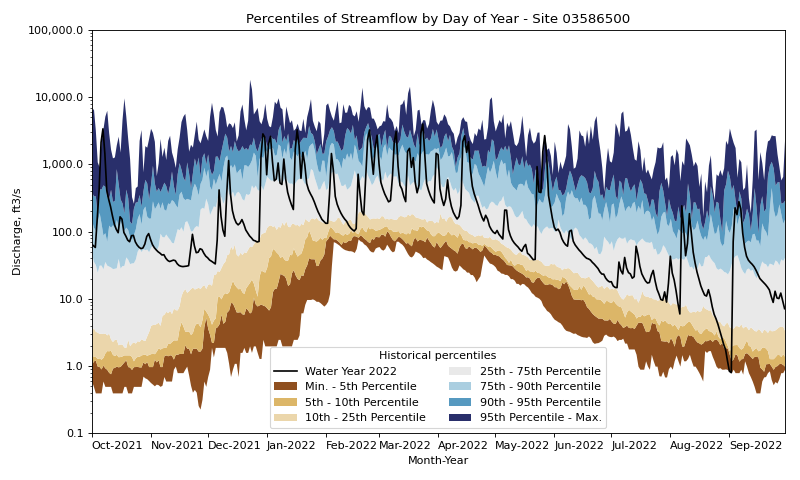 Percentiles of Streamflow by Day of Year - Site 03586500
Discharge, ft3/s
100,000.0
10,000.0
1,000.0
100.0
10.0
1.0
0.1
Historical percentiles
Water Year 2022
Min. - 5th Percentile
5th - 10th Percentile
10th - 25th Percentile
25th - 75th Percentile
75th - 90th Percentile
90th - 95th Percentile
95th Percentile - Max.
Oct-2021 Nov-2021 Dec-2021 Jan-2022 Feb-2022 Mar-2022 Apr-2022 May-2022 Jun-2022 Jul-2022 Aug-2022 Sep-2022
Month-Year